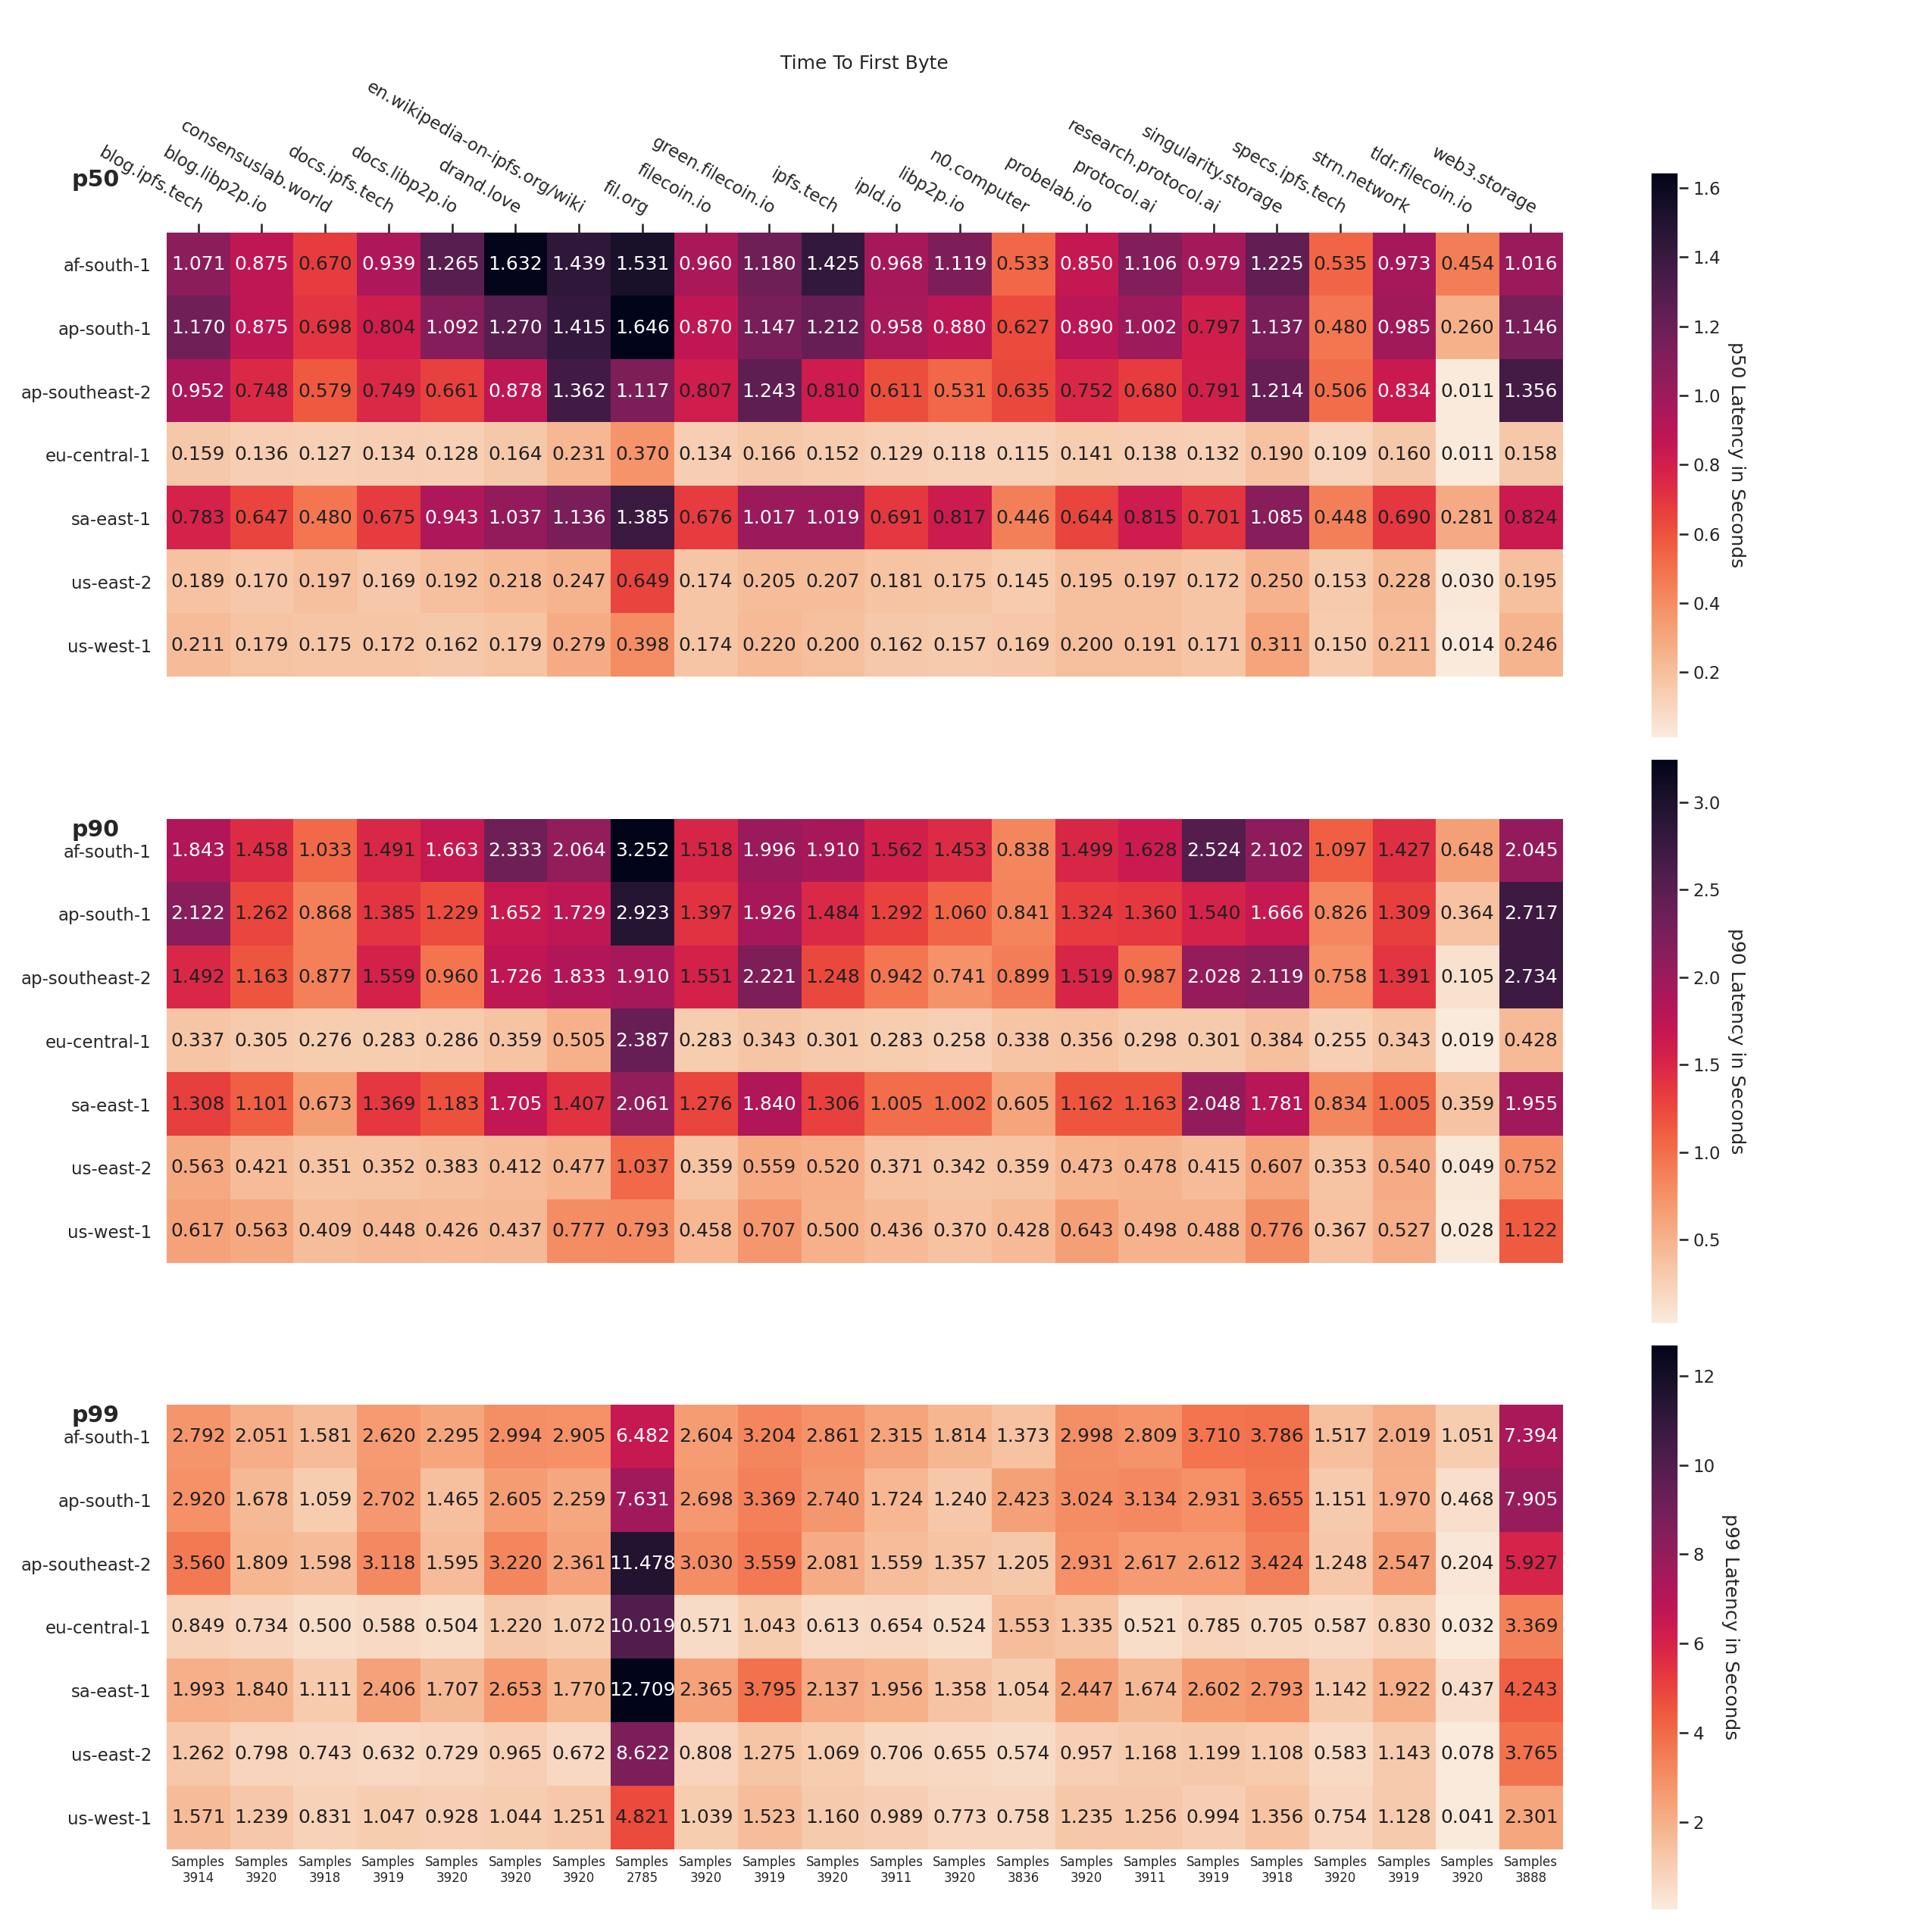 Time To First Byte
p50
blog.ipfs.tech
blog.libp2p.io
consensuslab.world
docs.ipfs.tech
docs.libp2p.io
drand.love
en.wikipedia-on-ipfs.org/wiki
fil.org
filecoin.io
green.filecoin.io
ipfs.tech
ipld.io
libp2p.io
n0.computer
probelab.io
protocol.ai
research.protocol.ai
singularity.storage
specs.ipfs.tech
strn.network
tldr.filecoin.io
web3.storage
af-south-1 1.071 0.875 0.670 0.939 1.265 1.632 1.439 1.531 0.960 1.180 1.425 0.968 1.119 0.533 0.850 1.106 0.979 1.225 0.535 0.973 0.454 1.016
ap-south-1 1.170 0.875 0.698 0.804 1.092 1.270 1.415 1.646 0.870 1.147 1.212 0.958 0.880 0.627 0.890 1.002 0.797 1.137 0.480 0.985 0.260 1.146
ap-southeast-2 0.952 0.748 0.579 0.749 0.661 0.878 1.362 1.117 0.807 1.243 0.810 0.611 0.531 0.635 0.752 0.680 0.791 1.214 0.506 0.834 0.011 1.356
eu-central-1 0.159 0.136 0.127 0.134 0.128 0.164 0.231 0.370 0.134 0.166 0.152 0.129 0.118 0.115 0.141 0.138 0.132 0.190 0.109 0.160 0.011 0.158
sa-east-1 0.783 0.647 0.480 0.675 0.943 1.037 1.136 1.385 0.676 1.017 1.019 0.691 0.817 0.446 0.644 0.815 0.701 1.085 0.448 0.690 0.281 0.824
us-east-2 0.189 0.170 0.197 0.169 0.192 0.218 0.247 0.649 0.174 0.205 0.207 0.181 0.175 0.145 0.195 0.197 0.172 0.250 0.153 0.228 0.030 0.195
us-west-1 0.211 0.179 0.175 0.172 0.162 0.179 0.279 0.398 0.174 0.220 0.200 0.162 0.157 0.169 0.200 0.191 0.171 0.311 0.150 0.211 0.014 0.246
1.6
1.4
1.2
1.0
0.8
0.6
0.4
0.2
p50 Latency in Seconds
p90
af-south-1 1.843 1.458 1.033 1.491 1.663 2.333 2.064 3.252 1.518 1.996 1.910 1.562 1.453 0.838 1.499 1.628 2.524 2.102 1.097 1.427 0.648 2.045
ap-south-1 2.122 1.262 0.868 1.385 1.229 1.652 1.729 2.923 1.397 1.926 1.484 1.292 1.060 0.841 1.324 1.360 1.540 1.666 0.826 1.309 0.364 2.717
ap-southeast-2 1.492 1.163 0.877 1.559 0.960 1.726 1.833 1.910 1.551 2.221 1.248 0.942 0.741 0.899 1.519 0.987 2.028 2.119 0.758 1.391 0.105 2.734
eu-central-1 0.337 0.305 0.276 0.283 0.286 0.359 0.505 2.387 0.283 0.343 0.301 0.283 0.258 0.338 0.356 0.298 0.301 0.384 0.255 0.343 0.019 0.428
sa-east-1 1.308 1.101 0.673 1.369 1.183 1.705 1.407 2.061 1.276 1.840 1.306 1.005 1.002 0.605 1.162 1.163 2.048 1.781 0.834 1.005 0.359 1.955
us-east-2 0.563 0.421 0.351 0.352 0.383 0.412 0.477 1.037 0.359 0.559 0.520 0.371 0.342 0.359 0.473 0.478 0.415 0.607 0.353 0.540 0.049 0.752
us-west-1 0.617 0.563 0.409 0.448 0.426 0.437 0.777 0.793 0.458 0.707 0.500 0.436 0.370 0.428 0.643 0.498 0.488 0.776 0.367 0.527 0.028 1.122
3.0
2.5
2.0
1.5
1.0
0.5
p90 Latency in Seconds
p99
af-south-1 2.792 2.051 1.581 2.620 2.295 2.994 2.905 6.482 2.604 3.204 2.861 2.315 1.814 1.373 2.998 2.809 3.710 3.786 1.517 2.019 1.051 7.394
ap-south-1 2.920 1.678 1.059 2.702 1.465 2.605 2.259 7.631 2.698 3.369 2.740 1.724 1.240 2.423 3.024 3.134 2.931 3.655 1.151 1.970 0.468 7.905
ap-southeast-2 3.560 1.809 1.598 3.118 1.595 3.220 2.361 11.478 3.030 3.559 2.081 1.559 1.357 1.205 2.931 2.617 2.612 3.424 1.248 2.547 0.204 5.927
eu-central-1 0.849 0.734 0.500 0.588 0.504 1.220 1.072 10.019 0.571 1.043 0.613 0.654 0.524 1.553 1.335 0.521 0.785 0.705 0.587 0.830 0.032 3.369
sa-east-1 1.993 1.840 1.111 2.406 1.707 2.653 1.770 12.709 2.365 3.795 2.137 1.956 1.358 1.054 2.447 1.674 2.602 2.793 1.142 1.922 0.437 4.243
us-east-2 1.262 0.798 0.743 0.632 0.729 0.965 0.672 8.622 0.808 1.275 1.069 0.706 0.655 0.574 0.957 1.168 1.199 1.108 0.583 1.143 0.078 3.765
us-west-1 1.571 1.239 0.831 1.047 0.928 1.044 1.251 4.821 1.039 1.523 1.160 0.989 0.773 0.758 1.235 1.256 0.994 1.356 0.754 1.128 0.041 2.301
Samples Samples Samples Samples Samples Samples Samples Samples Samples Samples Samples Samples Samples Samples Samples Samples Samples Samples Samples Samples Samples Samples
3914 3920 3918 3919 3920 3920 3920 2785 3920 3919 3920 3911 3920 3836 3920 3911 3919 3918 3920 3919 3920 3888
12
10
8
6
4
2
p99 Latency in Seconds